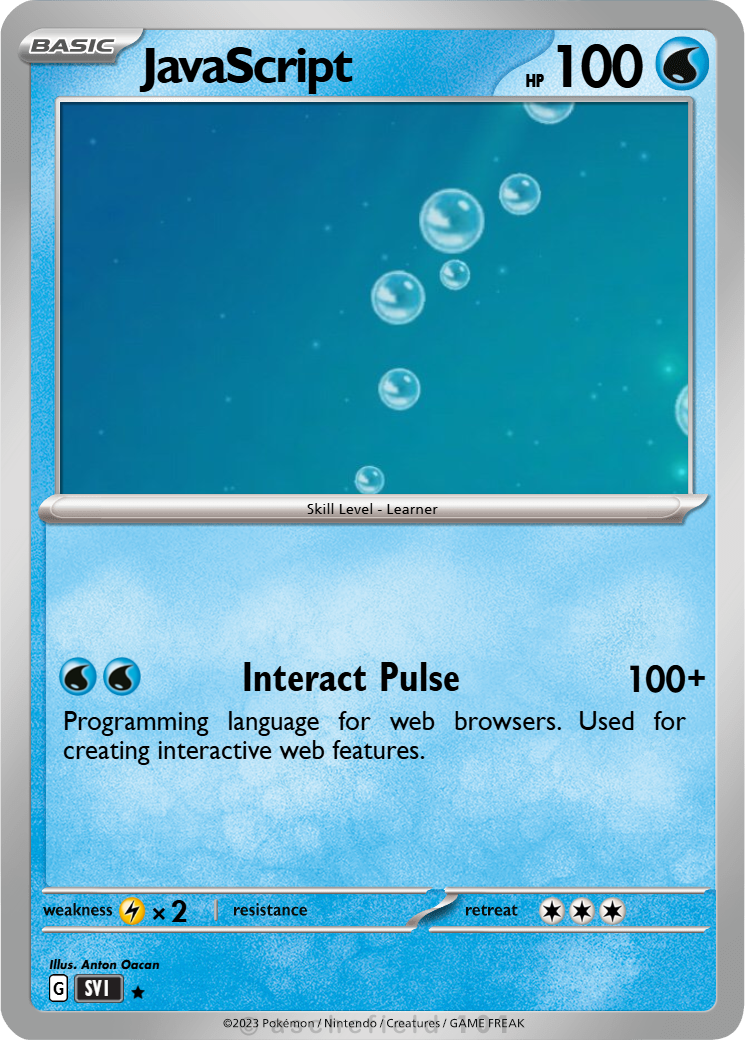 BASIC
JavaScript
HP 100
Skill Level - Learner
Interact Pulse 100+
Programming language for web browsers. Used for
creating interactive web features.
weakness × 2 | resistance retreat
Illus. Anton Oacan
G SVI
©2023 Pokémon / Nintendo / Creatures / GAME FREAK